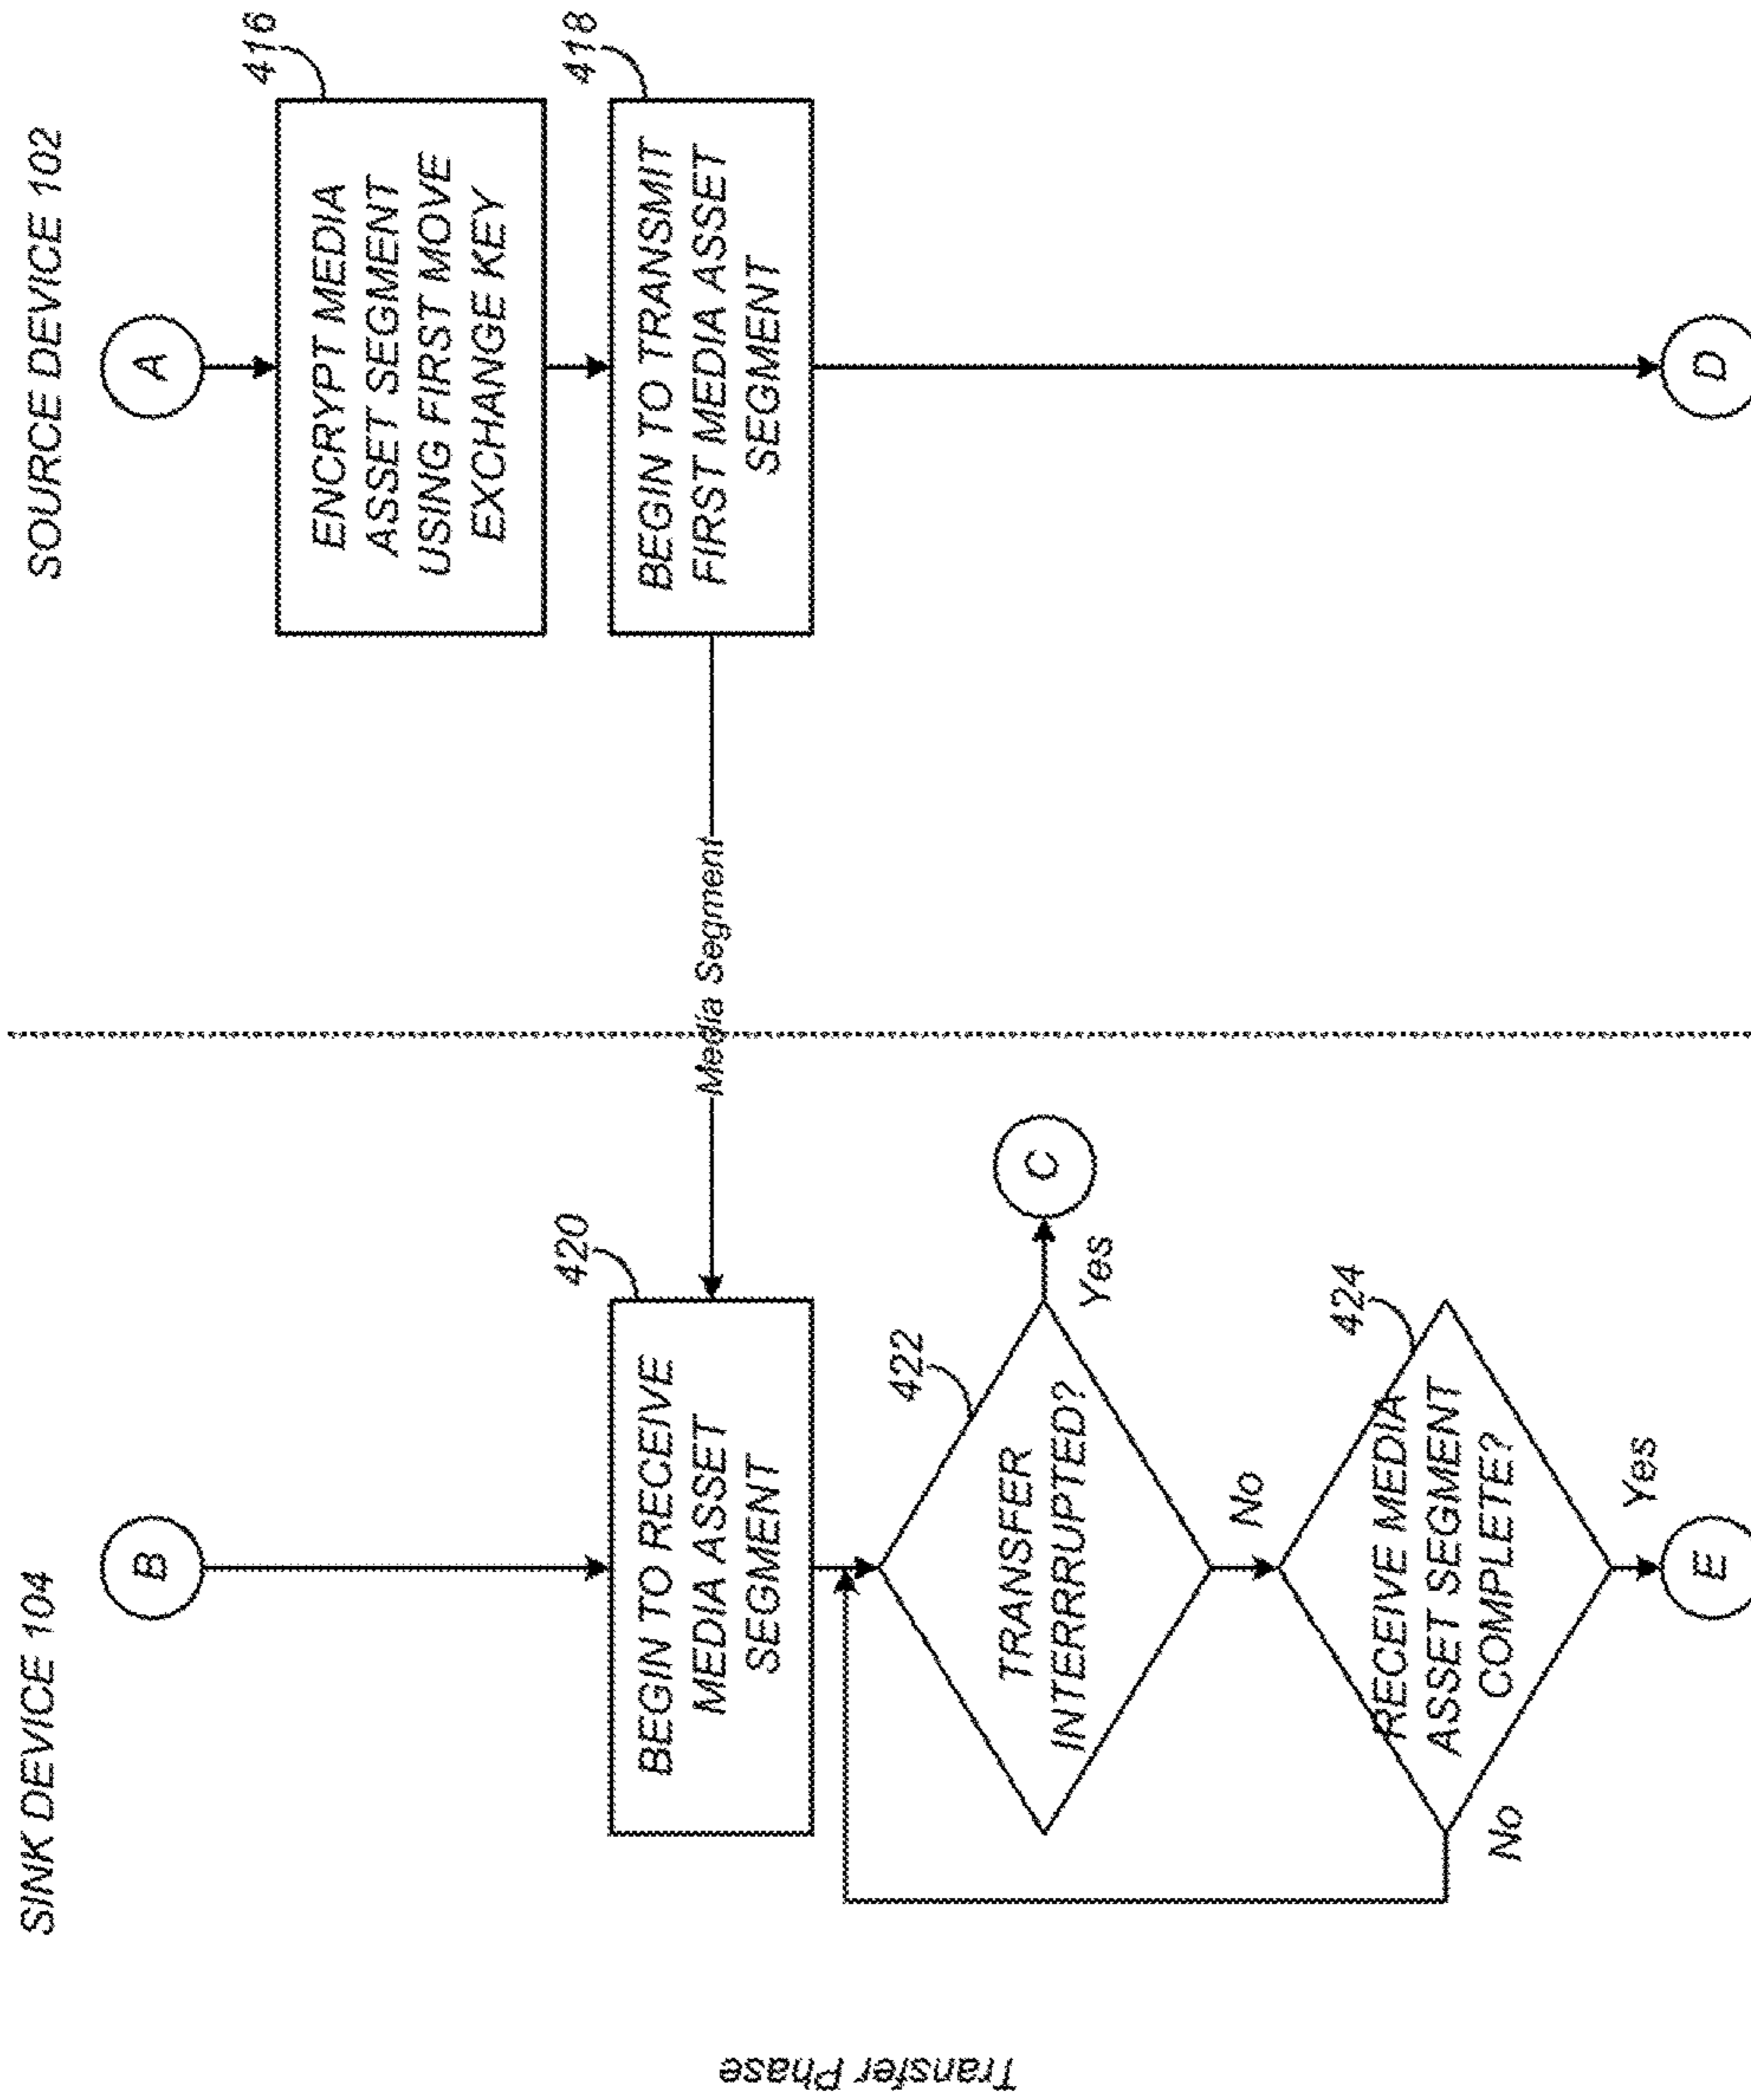 SINK DEVICE 104
SOURCE DEVICE 102
B
A
416
ENCRYPT MEDIA
ASSET SEGMENT
USING FIRST MOVE
EXCHANGE KEY
420
BEGIN TO RECEIVE
MEDIA ASSET
SEGMENT
Media Segment
418
BEGIN TO TRANSMIT
FIRST MEDIA ASSET
SEGMENT
Transfer Phase
422
TRANSFER
INTERRRUPTED?
Yes
C
No
424
RECEIVE MEDIA
ASSET SEGMENT
COMPLETE?
No
Yes
E
D